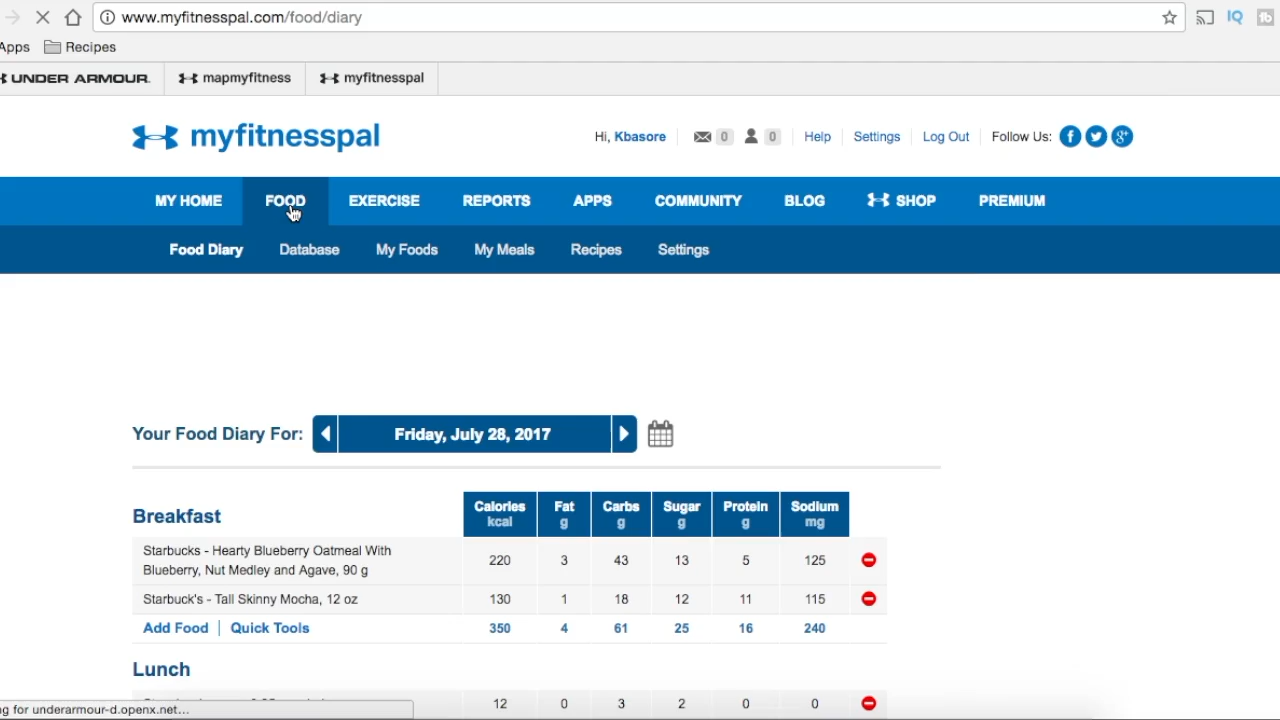 www.myfitnesspal.com/food/diary
Apps Recipes
UNDER ARMOUR. mapmyfitness myfitnesspal
myfitnesspal Hi, Kbasore 0 0 Help Settings Log Out Follow Us:
MY HOME FOOD EXERCISE REPORTS APPS COMMUNITY BLOG SHOP PREMIUM
Food Diary Database My Foods My Meals Recipes Settings
Your Food Diary For: Friday, July 28, 2017
Breakfast Calories kcal Fat g Carbs g Sugar g Protein g Sodium mg
Starbucks - Hearty Blueberry Oatmeal With
Blueberry, Nut Medley and Agave, 90 g 220 3 43 13 5 125
Starbuck's - Tall Skinny Mocha, 12 oz 130 1 18 12 11 115
Add Food Quick Tools 350 4 61 25 16 240
Lunch
12 0 3 2 0 0
for underarmour-d.openx.net...